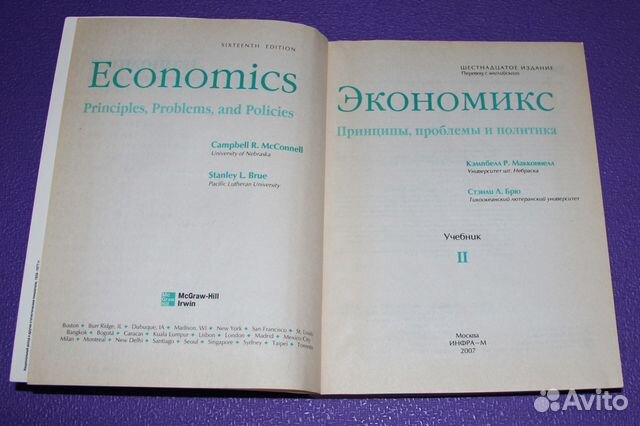 SIXTEENTH EDITION
Economics
Principles, Problems, and Policies
Campbell R. McConnell
University of Nebraska
Stanley L. Brue
Pacific Lutheran University
Mc
Graw
Hill
McGraw-Hill
Irwin
Boston Burr Ridge, IL Dubuque, IA Madison, WI New York San Francisco St. Louis
Bangkok Bogotá Caracas Kuala Lumpur Lisbon London Madrid Mexico City
Milan Montreal New Delhi Santiago Seoul Singapore Sydney Taipei Toronto
ШЕСТНАДЦАТОЕ ИЗДАНИЕ
Перевод с английского
Экономикс
Принципы, проблемы и политика
Кэмпбелл Р. Макконнелл
Университет шт. Небраска
Стэнли Л. Брю
Тихоокеанский лютеранский университет
Учебник
II
Москва
ИНФРА-М
2007
Avito